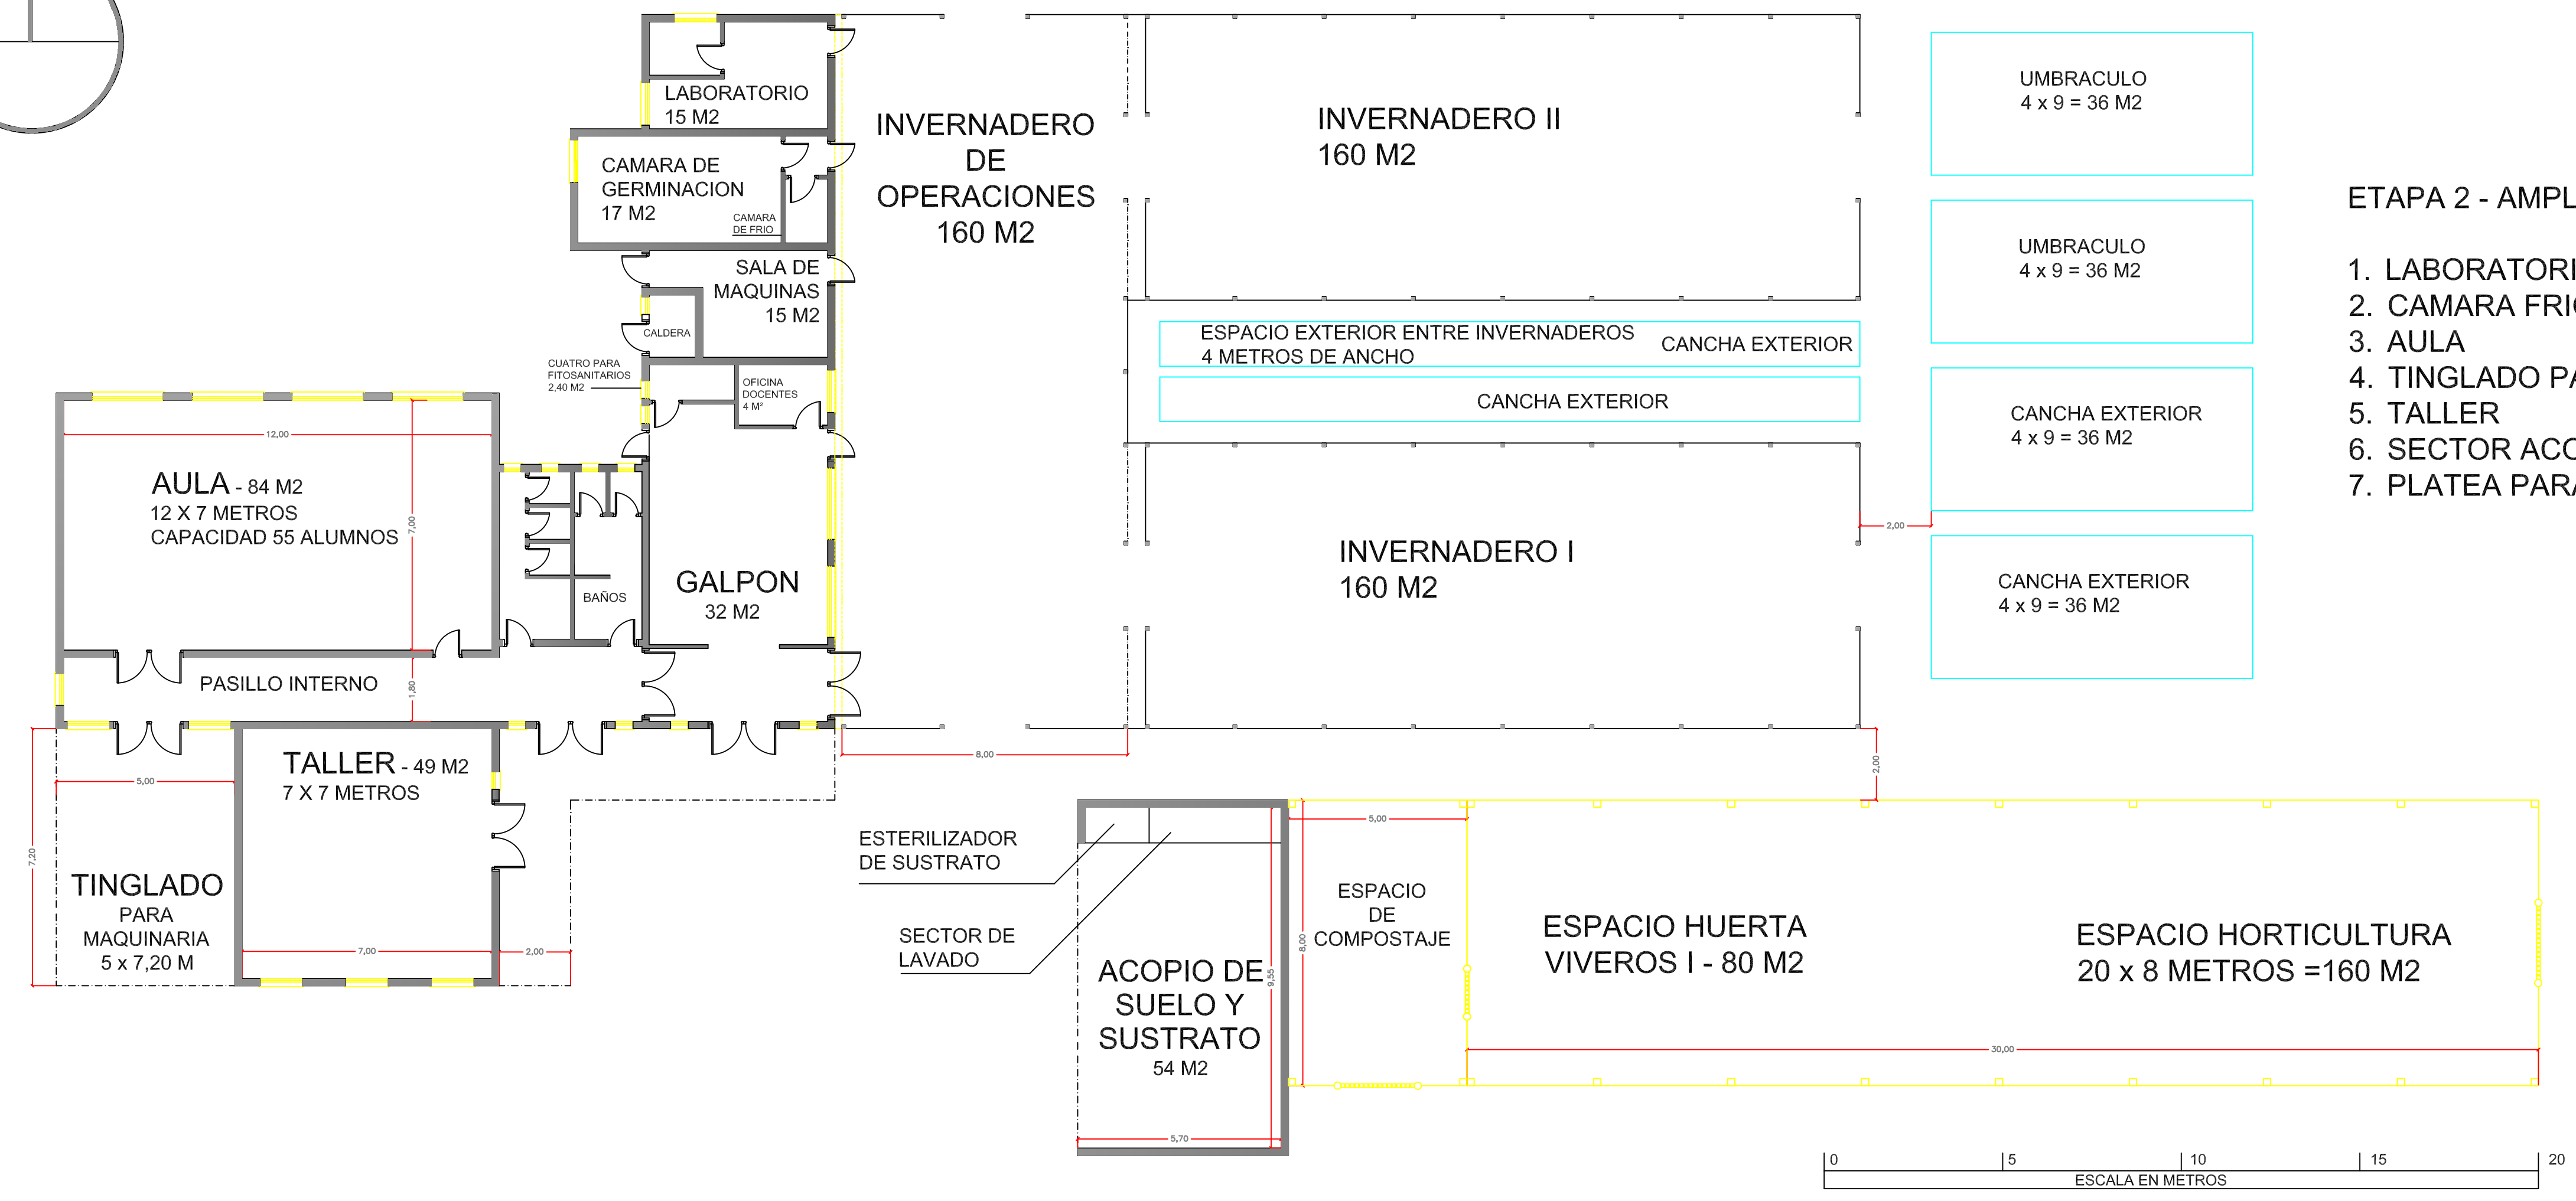 LABORATORIO
15 M2
CAMARA DE
GERMINACION
17 M2
CAMARA
DE FRIO
SALA DE
MAQUINAS
15 M2
CALDERA
CUATRO PARA
FITOSANITARIOS
2,40 M2
OFICINA
DOCENTES
4 M²
INVERNADERO
DE
OPERACIONES
160 M2
INVERNADERO II
160 M2
ESPACIO EXTERIOR ENTRE INVERNADEROS
4 METROS DE ANCHO
CANCHA EXTERIOR
CANCHA EXTERIOR
INVERNADERO I
160 M2
UMBRACULO
4 x 9 = 36 M2
UMBRACULO
4 x 9 = 36 M2
CANCHA EXTERIOR
4 x 9 = 36 M2
CANCHA EXTERIOR
4 x 9 = 36 M2
2,00
ETAPA 2 - AMPL
1. LABORATORI
2. CAMARA FRI
3. AULA
4. TINGLADO PA
5. TALLER
6. SECTOR ACO
7. PLATEA PARA
12,00
AULA - 84 M2
12 X 7 METROS
CAPACIDAD 55 ALUMNOS
7,00
BAÑOS
GALPON
32 M2
PASILLO INTERNO
1,80
8,00
2,00
TALLER - 49 M2
7 X 7 METROS
5,00
7,20
TINGLADO
PARA
MAQUINARIA
5 x 7,20 M
7,00
2,00
ESTERILIZADOR
DE SUSTRATO
SECTOR DE
LAVADO
ACOPIO DE
SUELO Y
SUSTRATO
54 M2
9,55
5,70
5,00
8,00
ESPACIO
DE
COMPOSTAJE
ESPACIO HUERTA
VIVEROS I - 80 M2
ESPACIO HORTICULTURA
20 x 8 METROS =160 M2
30,00
0 5 10 15 20
ESCALA EN METROS